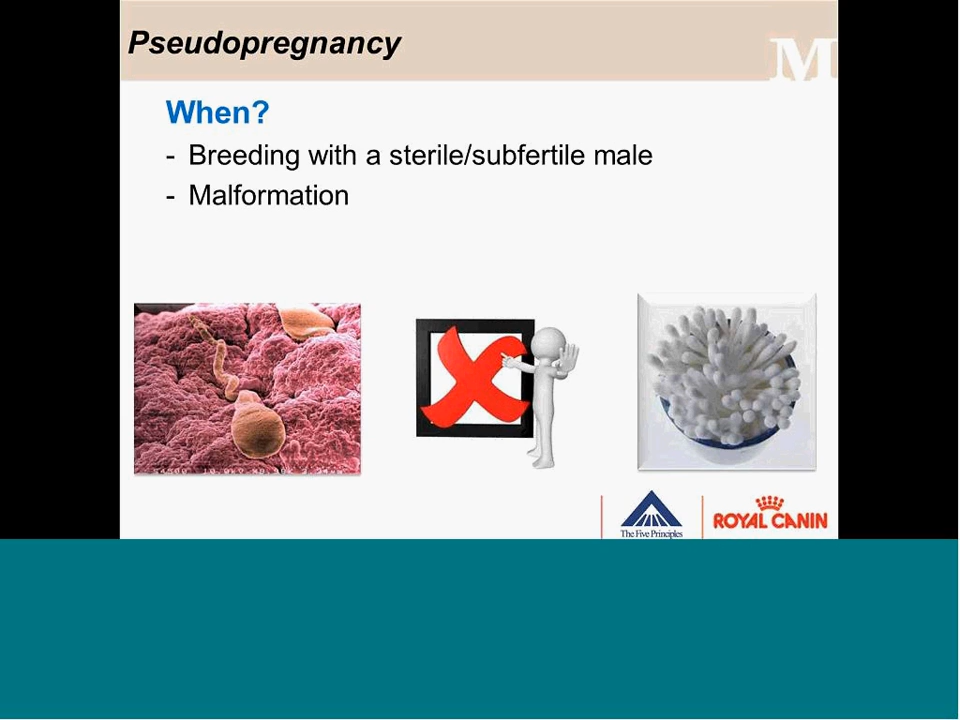 Pseudopregnancy
M
When?
- Breeding with a sterile/subfertile male
- Malformation
The Five Principles
ROYAL CANIN